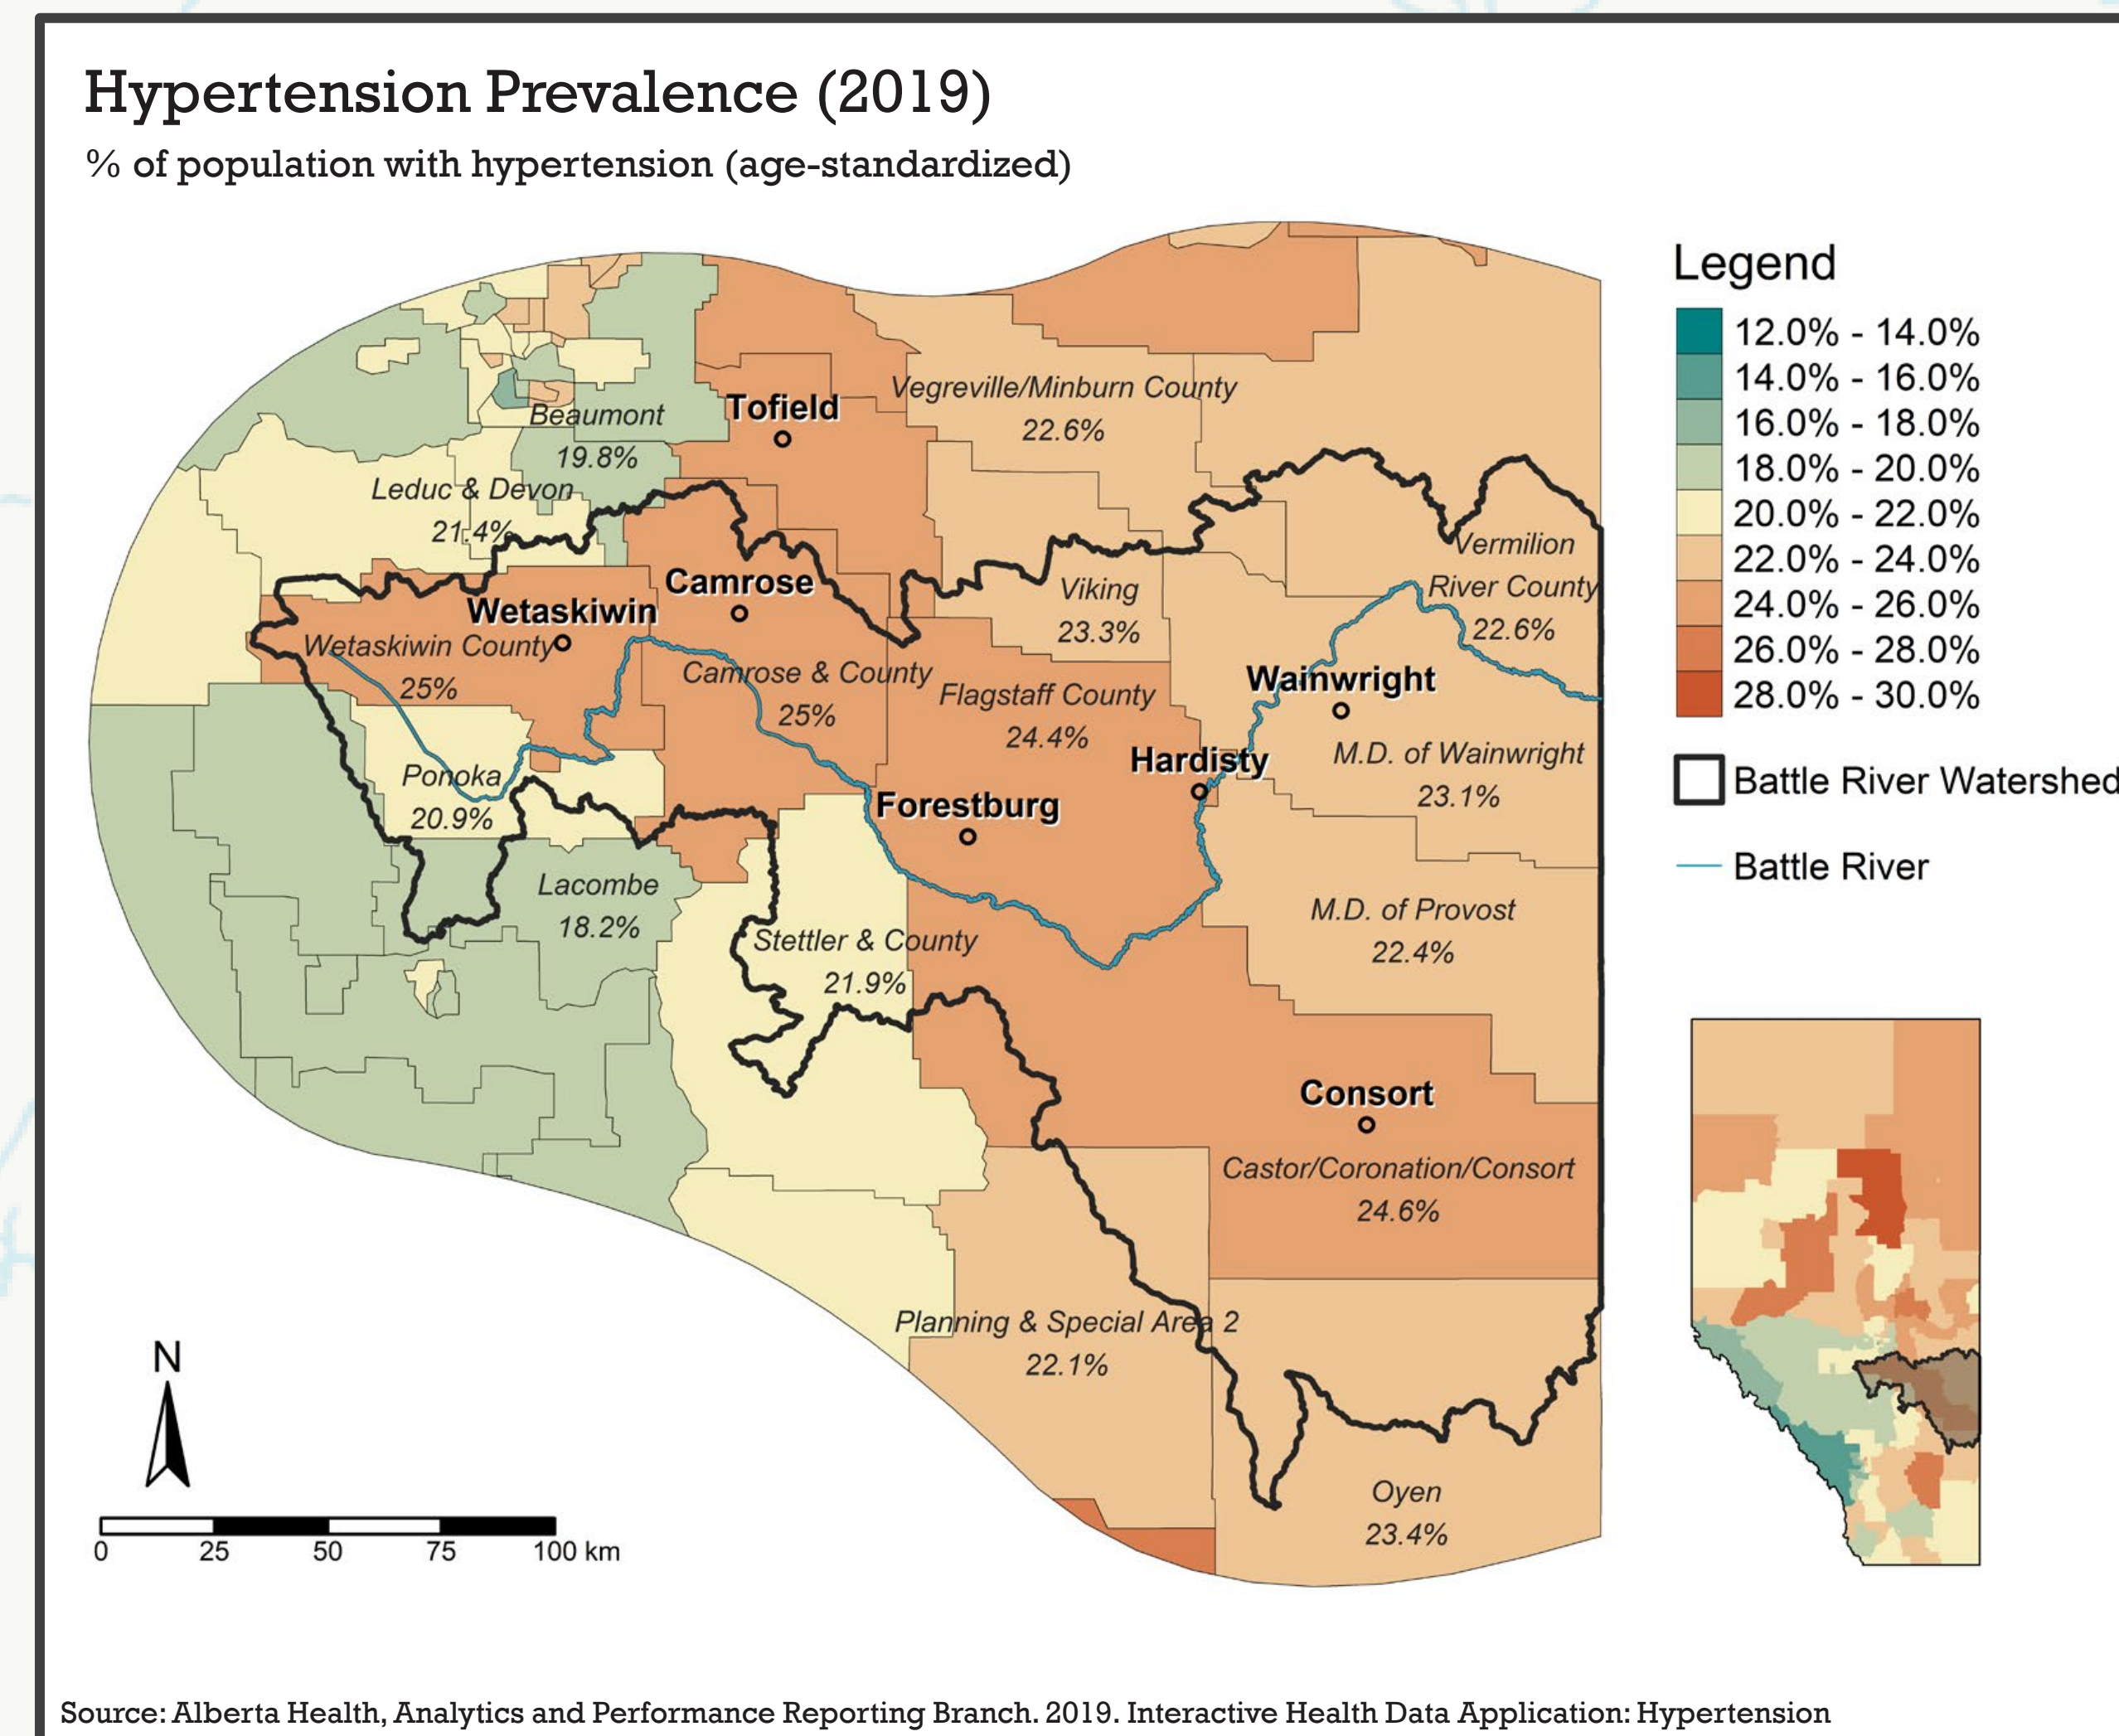 Hypertension Prevalence (2019)
% of population with hypertension (age-standardized)
Legend
12.0% - 14.0%
14.0% - 16.0%
16.0% - 18.0%
18.0% - 20.0%
20.0% - 22.0%
22.0% - 24.0%
24.0% - 26.0%
26.0% - 28.0%
28.0% - 30.0%
Battle River Watershed
Battle River
Beaumont
19.8%
Tofield
Vegreville/Minburn County
22.6%
Leduc & Devon
21.4%
Vermilion
River County
22.6%
Camrose
Viking
23.3%
Wetaskiwin
Wetaskiwin County
25%
Camrose & County
25%
Flagstaff County
24.4%
Wainwright
Hardisty
M.D. of Wainwright
23.1%
Ponoka
20.9%
Forestburg
Lacombe
18.2%
M.D. of Provost
22.4%
Stettler & County
21.9%
Consort
Castor/Coronation/Consort
24.6%
Planning & Special Area 2
22.1%
Oyen
23.4%
N
0 25 50 75 100 km
Source: Alberta Health, Analytics and Performance Reporting Branch. 2019. Interactive Health Data Application: Hypertension